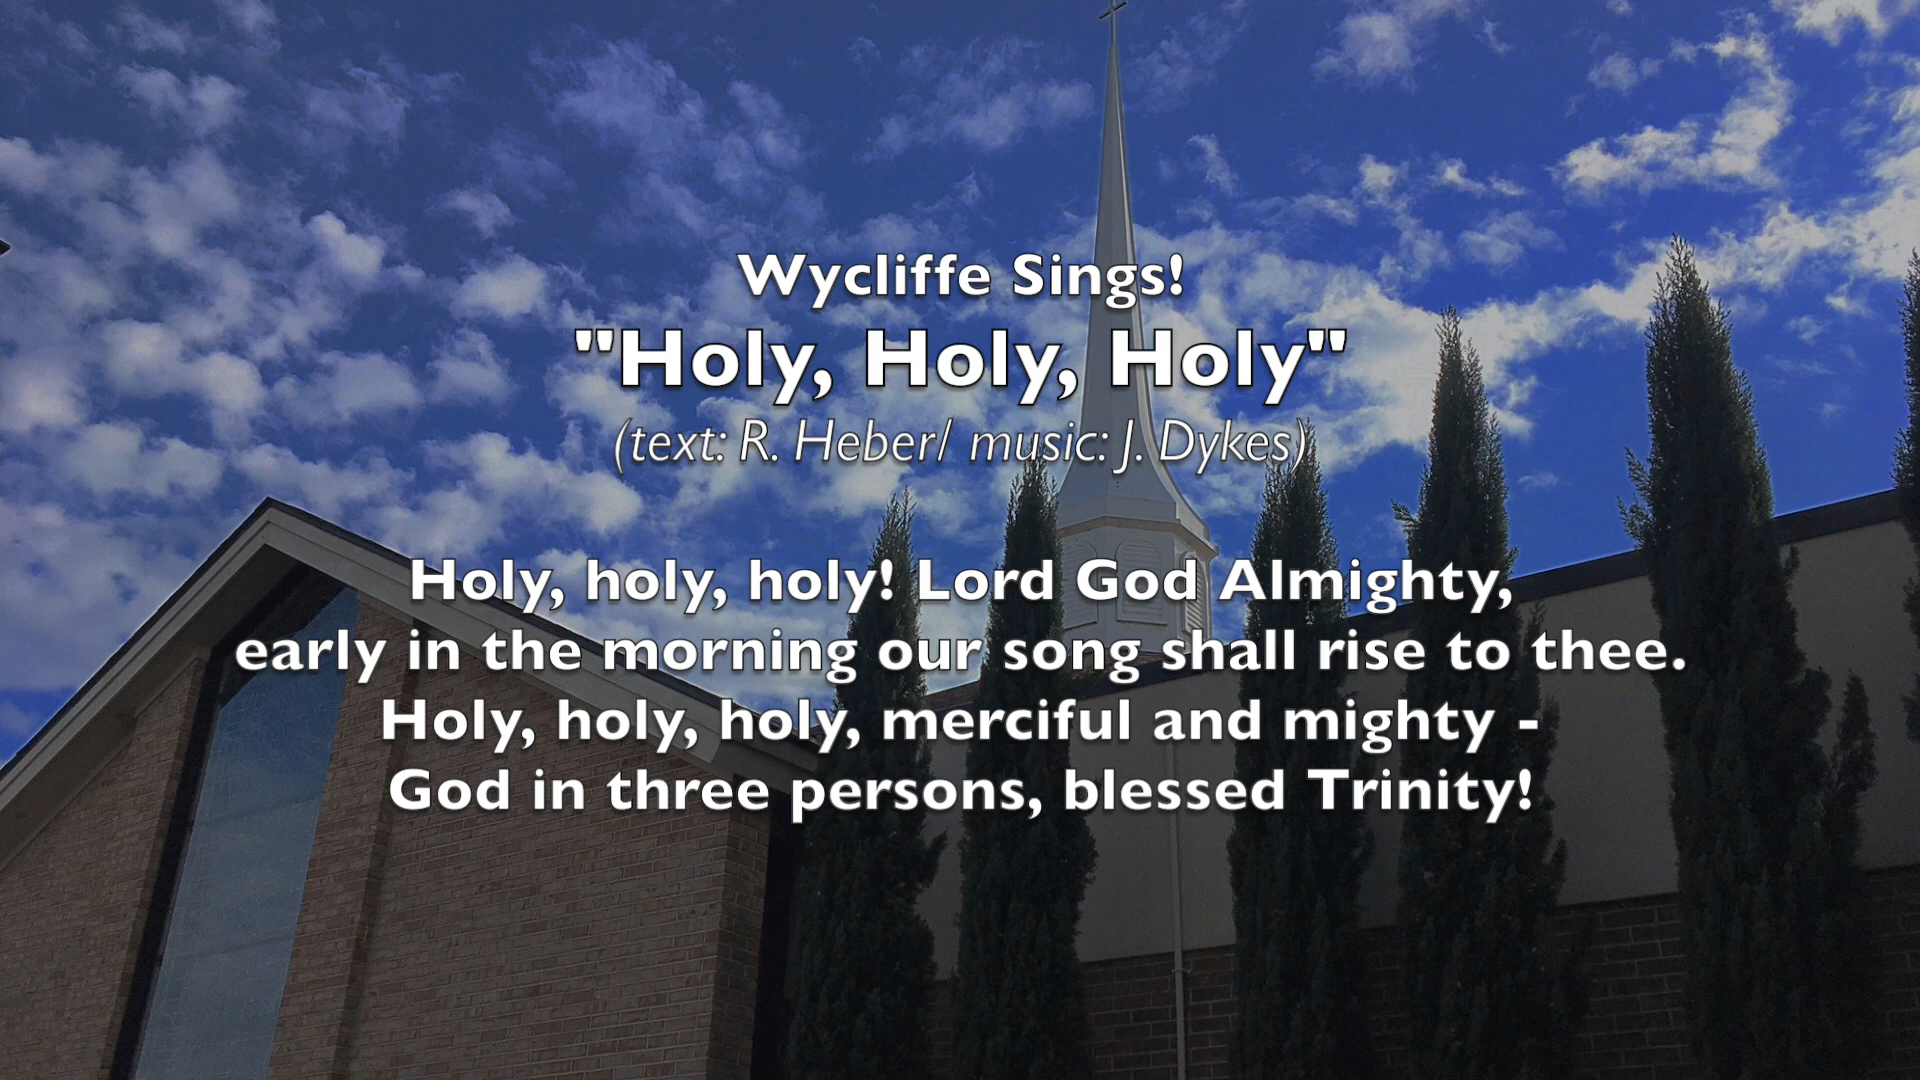 Wycliffe Sings!
"Holy, Holy, Holy"
(text: R. Heber/ music: J. Dykes)
Holy, holy, holy! Lord God Almighty,
early in the morning our song shall rise to thee.
Holy, holy, holy, merciful and mighty -
God in three persons, blessed Trinity!